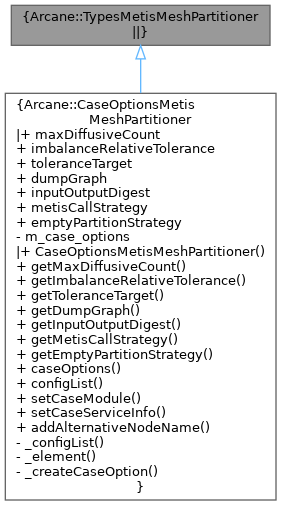 {Arcane::TypesMetisMeshPartitioner
||}
{Arcane::CaseOptionsMetis
MeshPartitioner
|+ maxDiffusiveCount
+ imbalanceRelativeTolerance
+ toleranceTarget
+ dumpGraph
+ inputOutputDigest
+ metisCallStrategy
+ emptyPartitionStrategy
- m_case_options
|+ CaseOptionsMetisMeshPartitioner()
+ getMaxDiffusiveCount()
+ getImbalanceRelativeTolerance()
+ getToleranceTarget()
+ getDumpGraph()
+ getInputOutputDigest()
+ getMetisCallStrategy()
+ getEmptyPartitionStrategy()
+ caseOptions()
+ configList()
+ setCaseModule()
+ setCaseServiceInfo()
+ addAlternativeNodeName()
- _configList()
- _element()
- _createCaseOption()
}